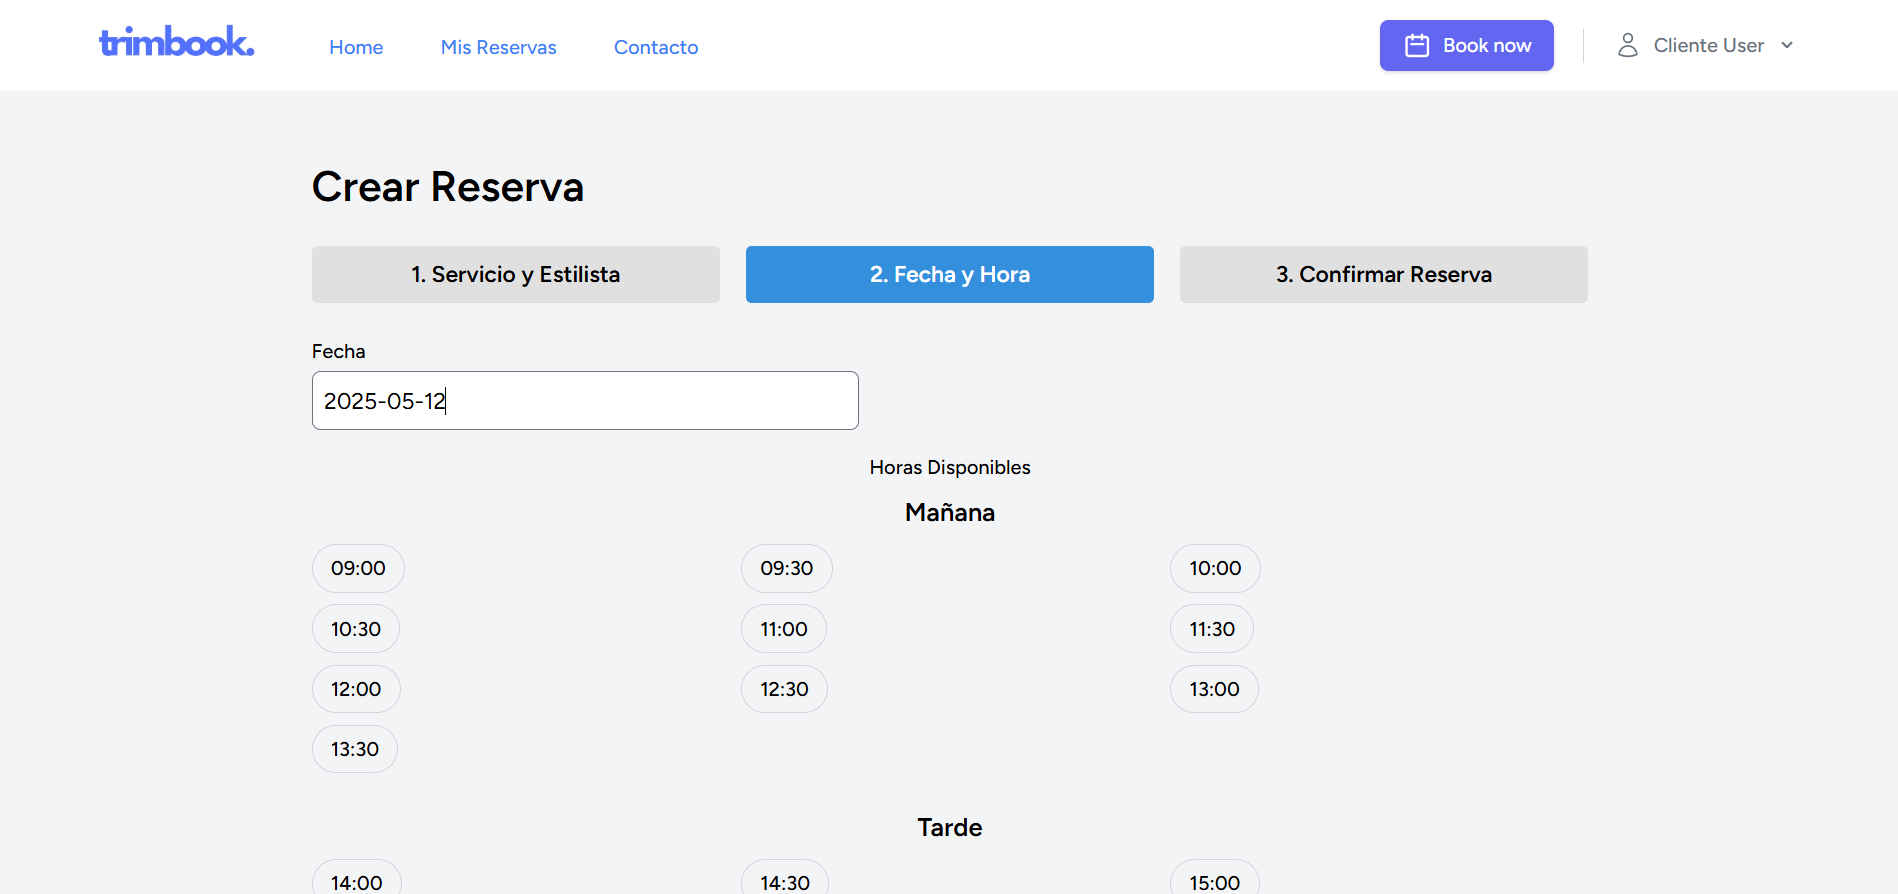 trimbook.
Home Mis Reservas Contacto
Book now
Cliente User
Crear Reserva
1. Servicio y Estilista
2. Fecha y Hora
3. Confirmar Reserva
Fecha
2025-05-12
Horas Disponibles
Mañana
09:00 09:30 10:00
10:30 11:00 11:30
12:00 12:30 13:00
13:30
Tarde
14:00 14:30 15:00